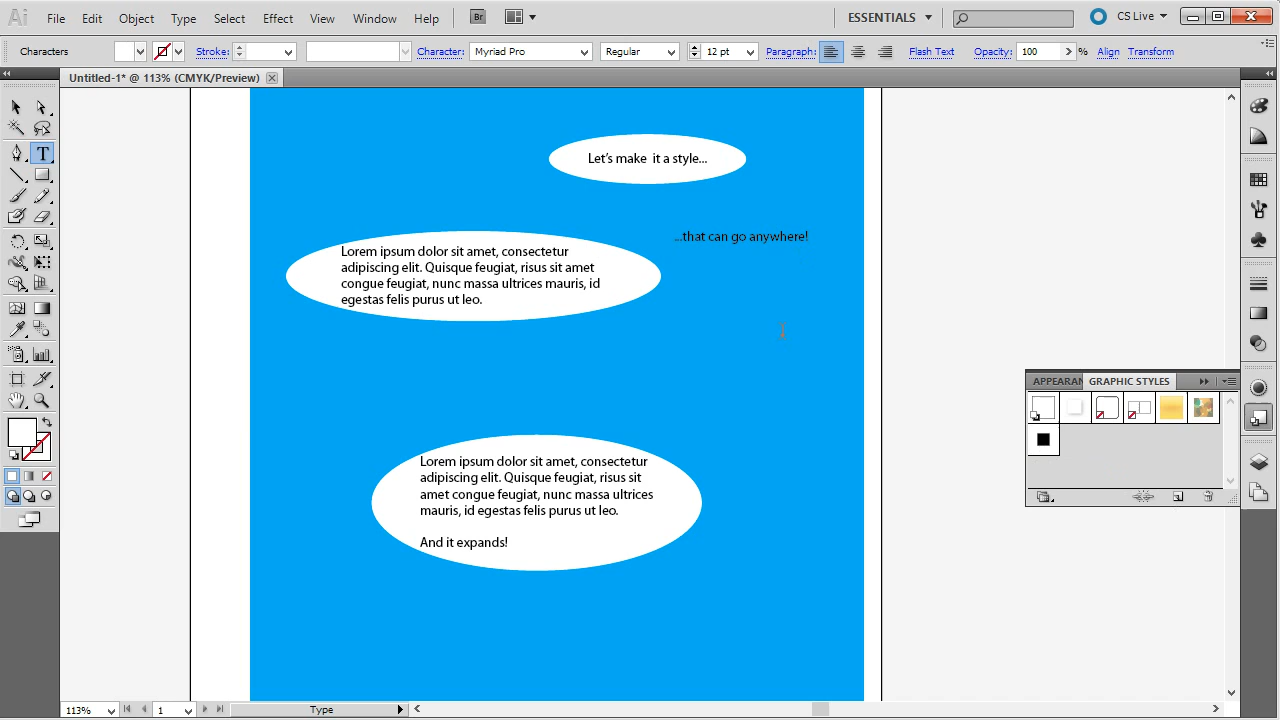 Ai File Edit Object Type Select Effect View Window Help Br ESSENTIALS CS Live
Characters Stroke: Character: Myriad Pro Regular 12 pt Paragraph: Flash Text Opacity: 100 % Align Transform
Untitled-1* @ 113% (CMYK/Preview)
Let's make  it a style...
...that can go anywhere!
Lorem ipsum dolor sit amet, consectetur
adipiscing elit. Quisque feugiat, risus sit amet
congue feugiat, nunc massa ultrices mauris, id
egestas felis purus ut leo.
APPEARAN GRAPHIC STYLES
Lorem ipsum dolor sit amet, consectetur
adipiscing elit. Quisque feugiat, risus sit
amet congue feugiat, nunc massa ultrices
mauris, id egestas felis purus ut leo.
And it expands!
113% 1 Type